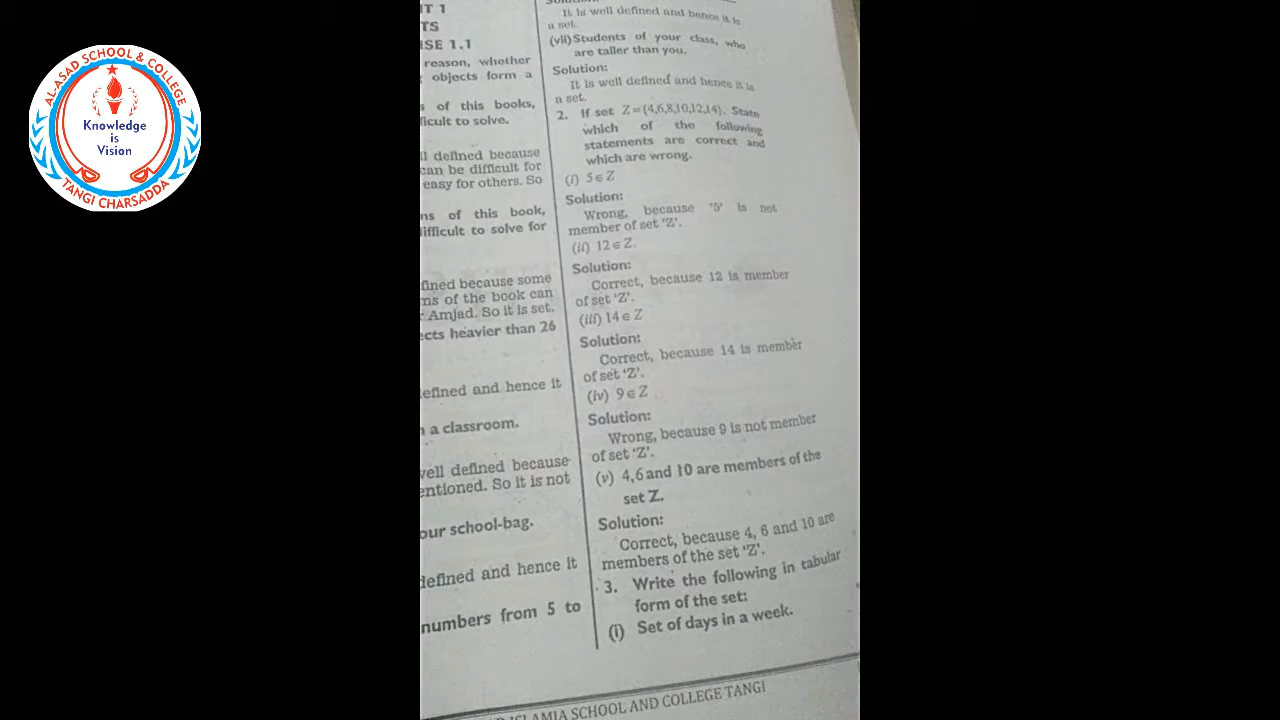 AL-ASAD SCHOOL & COLLEGE
Knowledge
is
Vision
TANGI CHARSADDA
IT 1
TS
ISE 1.1
reason, whether
objects form a
s of this books,
ficult to solve.
ll defined because
can be difficult for
easy for others. So
ns of this book,
ifficult to solve for
fined because some
ns of the book can
r Amjad. So it is set.
ects heavier than 26
efined and hence it
n a classroom.
vell defined because
entioned. So it is not
our school-bag.
defined and hence it
numbers from 5 to
Solution:
It is well defined and hence it is
a set.
(vii) Students of your class, who
are taller than you.
Solution:
It is well defined and hence it is
a set.
2. If set Z={4,6,8,10,12,14}. State
which of the following
statements are correct and
which are wrong.
(i) 5∈Z
Solution:
Wrong, because '5' is not
member of set 'Z'.
(ii) 12∈Z.
Solution:
Correct, because 12 is member
of set 'Z'.
(iii) 14∈Z
Solution:
Correct, because 14 is member
of set 'Z'.
(iv) 9∈Z
Solution:
Wrong, because 9 is not member
of set 'Z'.
(v) 4,6 and 10 are members of the
set Z.
Solution:
Correct, because 4, 6 and 10 are
members of the set 'Z'.
3. Write the following in tabular
form of the set:
(i) Set of days in a week.
ISLAMIA SCHOOL AND COLLEGE TANGI